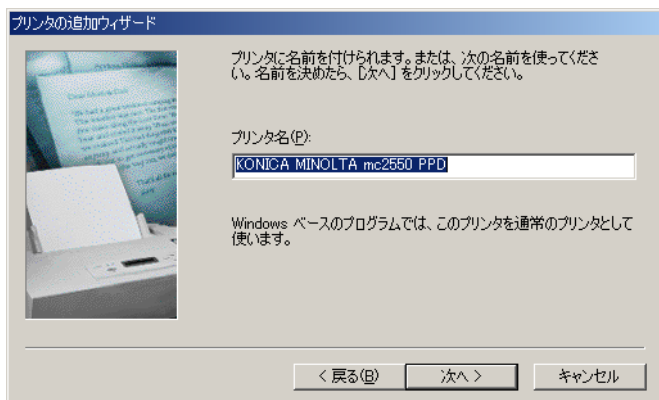 プリンタの追加ウィザード
プリンタに名前を付けられます。または、次の名前を使ってくださ
い。名前を決めたら、[次へ] をクリックしてください。
プリンタ名(P):
KONICA MINOLTA mc2550 PPD
Windows ベースのプログラムでは、このプリンタを通常のプリンタとして
使います。
< 戻る(B)
次へ >
キャンセル